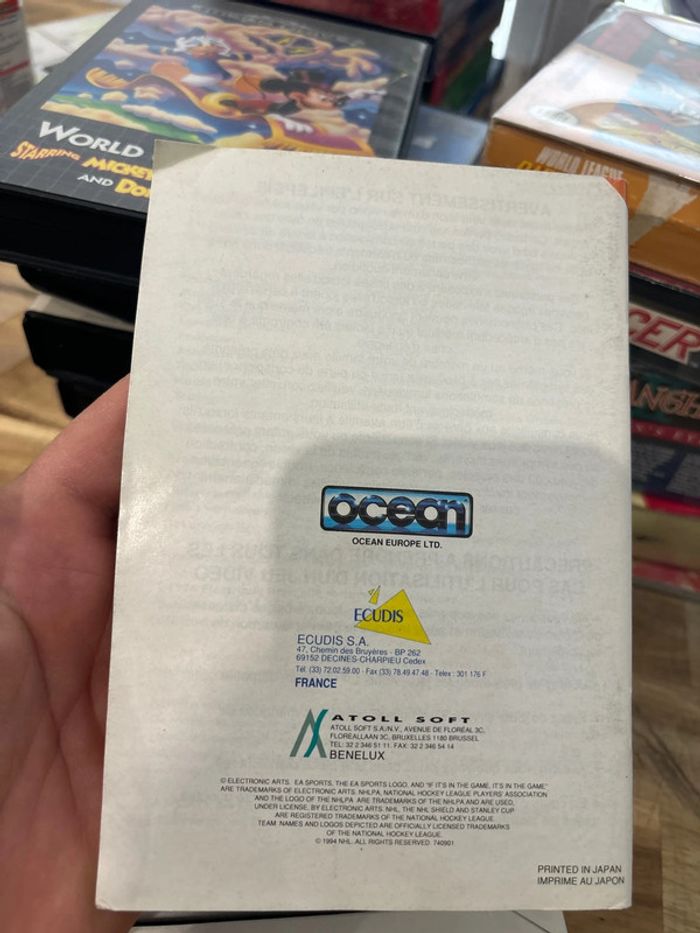 WORLD
STARRING MICKEY
AND
WORLD LEAGUE
CER
ocean
OCEAN EUROPE LTD.
ECUDIS
ECUDIS S.A.
47, Chemin des Bruyères - BP 262
69152 DECINES-CHARPIEU Cedex
Tél. (33) 72.02.59.00 - Fax (33) 78.49.47.48 - Telex : 301 176 F
FRANCE
ATOLL SOFT
ATOLL SOFT S.A./N.V., AVENUE DE FLOREAL 3C,
FLOREALLAAN 3C, BRUXELLES 1180 BRUSSEL
TEL: 32 2 346 51 11. FAX: 32 2 346 54 14
BENELUX
© ELECTRONIC ARTS. EA SPORTS, THE EA SPORTS LOGO, AND "IF IT'S IN THE GAME, IT'S IN THE GAME"
ARE TRADEMARKS OF ELECTRONIC ARTS. NHLPA, NATIONAL HOCKEY LEAGUE PLAYERS' ASSOCIATION
AND THE LOGO OF THE NHLPA ARE TRADEMARKS OF THE NHLPA AND ARE USED,
UNDER LICENSE, BY ELECTRONIC ARTS. NHL, THE NHL SHIELD AND STANLEY CUP
ARE REGISTERED TRADEMARKS OF THE NATIONAL HOCKEY LEAGUE.
TEAM NAMES AND LOGOS DEPICTED ARE OFFICIALLY LICENSED TRADEMARKS
OF THE NATIONAL HOCKEY LEAGUE.
© 1994 NHL. ALL RIGHTS RESERVED. 740901
PRINTED IN JAPAN
IMPRIME AU JAPON